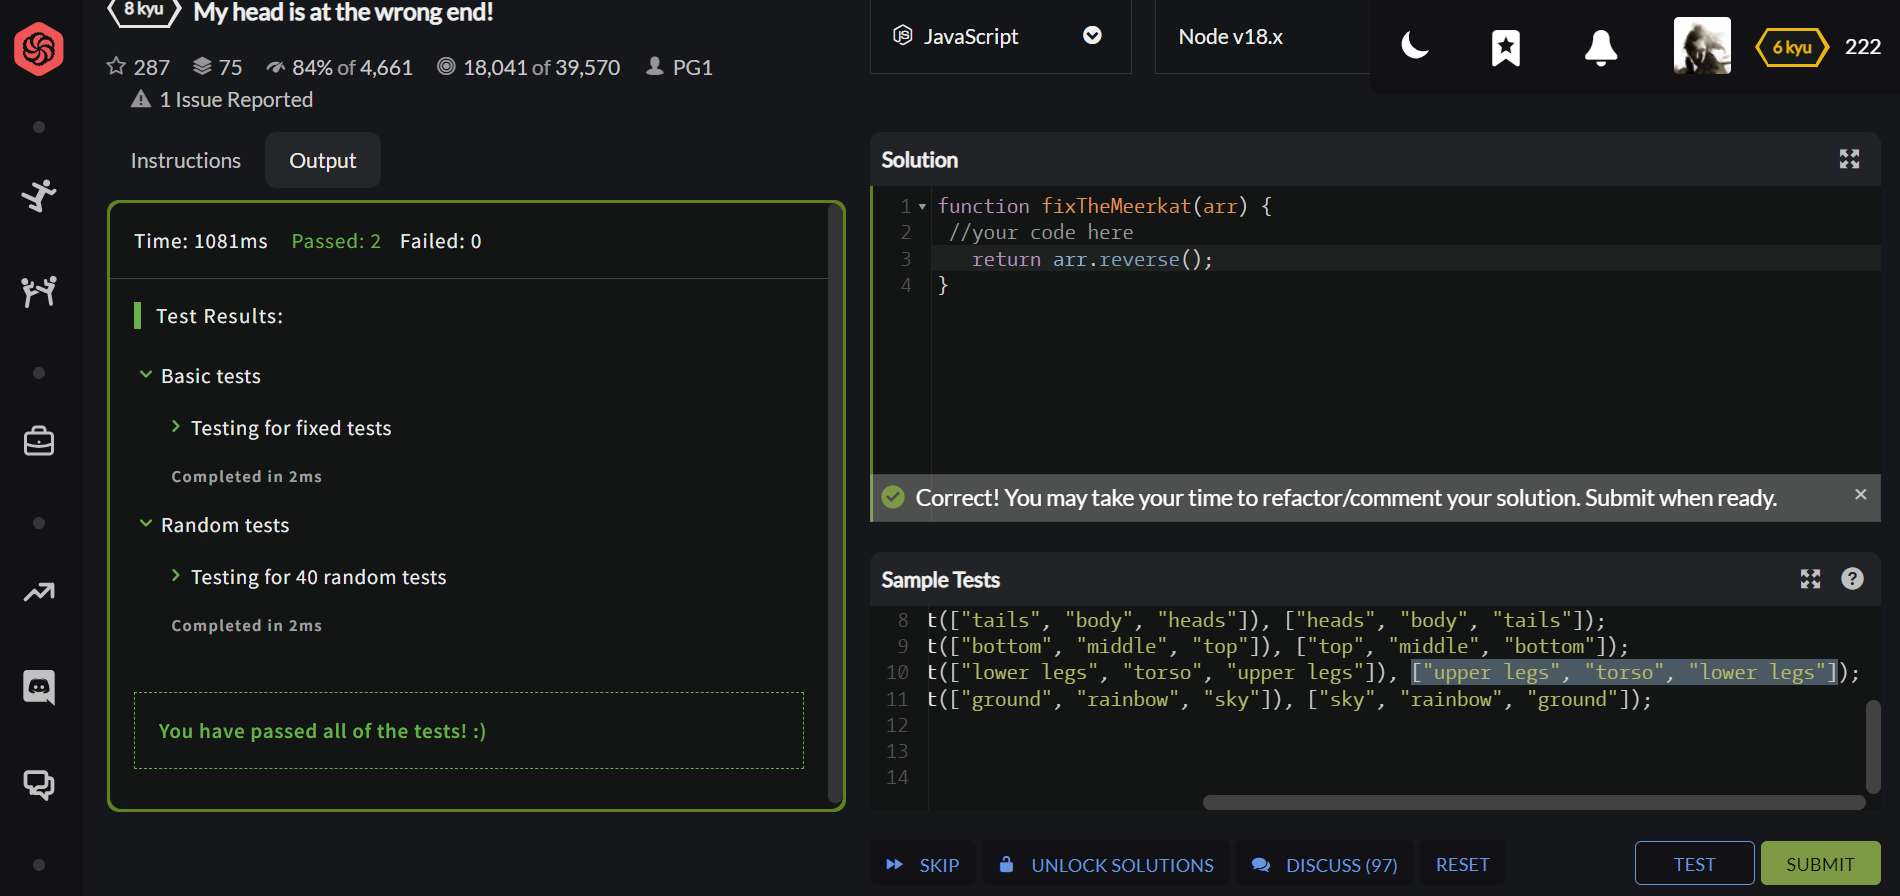 8 kyu My head is at the wrong end!
287 75 84% of 4,661 18,041 of 39,570 PG1
1 Issue Reported
JS JavaScript
Node v18.x
6 kyu 222
Instructions Output
Time: 1081ms Passed: 2 Failed: 0
Test Results:
Basic tests
Testing for fixed tests
Completed in 2ms
Random tests
Testing for 40 random tests
Completed in 2ms
You have passed all of the tests! :)
Solution
1 function fixTheMeerkat(arr) {
2 //your code here
3 return arr.reverse();
4 }
Correct! You may take your time to refactor/comment your solution. Submit when ready. ×
Sample Tests ?
8 t(["tails", "body", "heads"]), ["heads", "body", "tails"]);
9 t(["bottom", "middle", "top"]), ["top", "middle", "bottom"]);
10 t(["lower legs", "torso", "upper legs"]), ["upper legs", "torso", "lower legs"]);
11 t(["ground", "rainbow", "sky"]), ["sky", "rainbow", "ground"]);
12
13
14
SKIP UNLOCK SOLUTIONS DISCUSS (97) RESET TEST SUBMIT